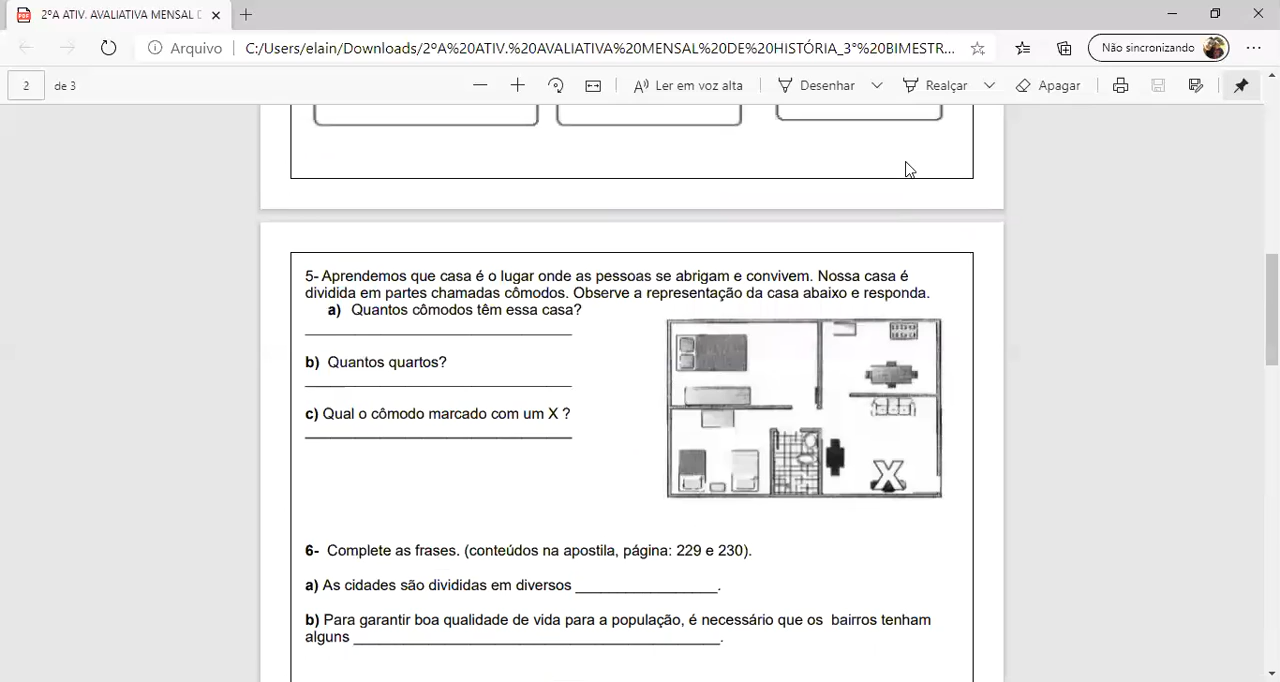 2ºA ATIV. AVALIATIVA MENSAL D
Arquivo
C:/Users/elain/Downloads/2ºA%20ATIV.%20AVALIATIVA%20MENSAL%20DE%20HISTÓRIA_3°%20BIMESTR...
Não sincronizando
2
de 3
Ler em voz alta
Desenhar
Realçar
Apagar
5- Aprendemos que casa é o lugar onde as pessoas se abrigam e convivem. Nossa casa é
dividida em partes chamadas cômodos. Observe a representação da casa abaixo e responda.
a) Quantos cômodos têm essa casa?
b) Quantos quartos?
c) Qual o cômodo marcado com um X ?
X
6- Complete as frases. (conteúdos na apostila, página: 229 e 230).
a) As cidades são divididas em diversos _________________.
b) Para garantir boa qualidade de vida para a população, é necessário que os bairros tenham
alguns ____________________________________________.